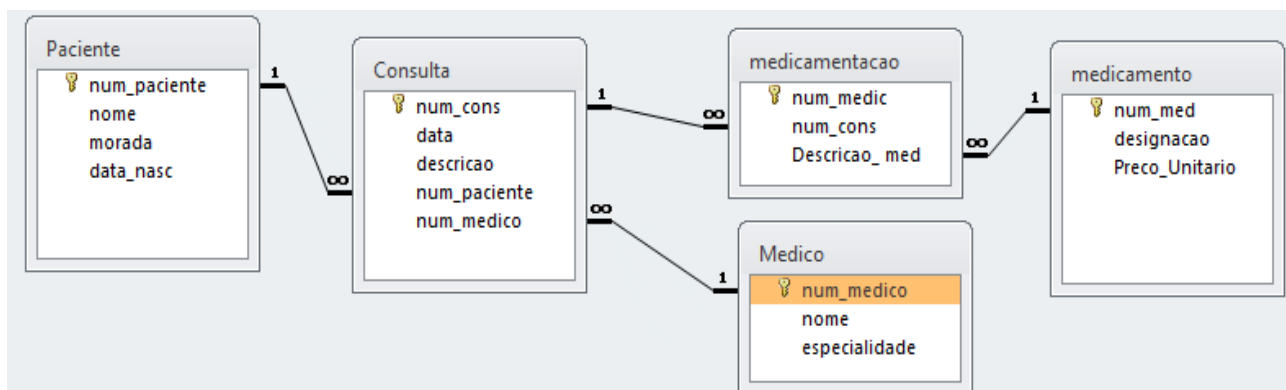 Paciente
num_paciente
nome
morada
data_nasc
1
∞
Consulta
num_cons
data
descricao
num_paciente
num_medico
1
∞
∞
1
medicamentacao
num_medic
num_cons
Descricao_ med
∞
1
medicamento
num_med
designacao
Preco_Unitario
Medico
num_medico
nome
especialidade